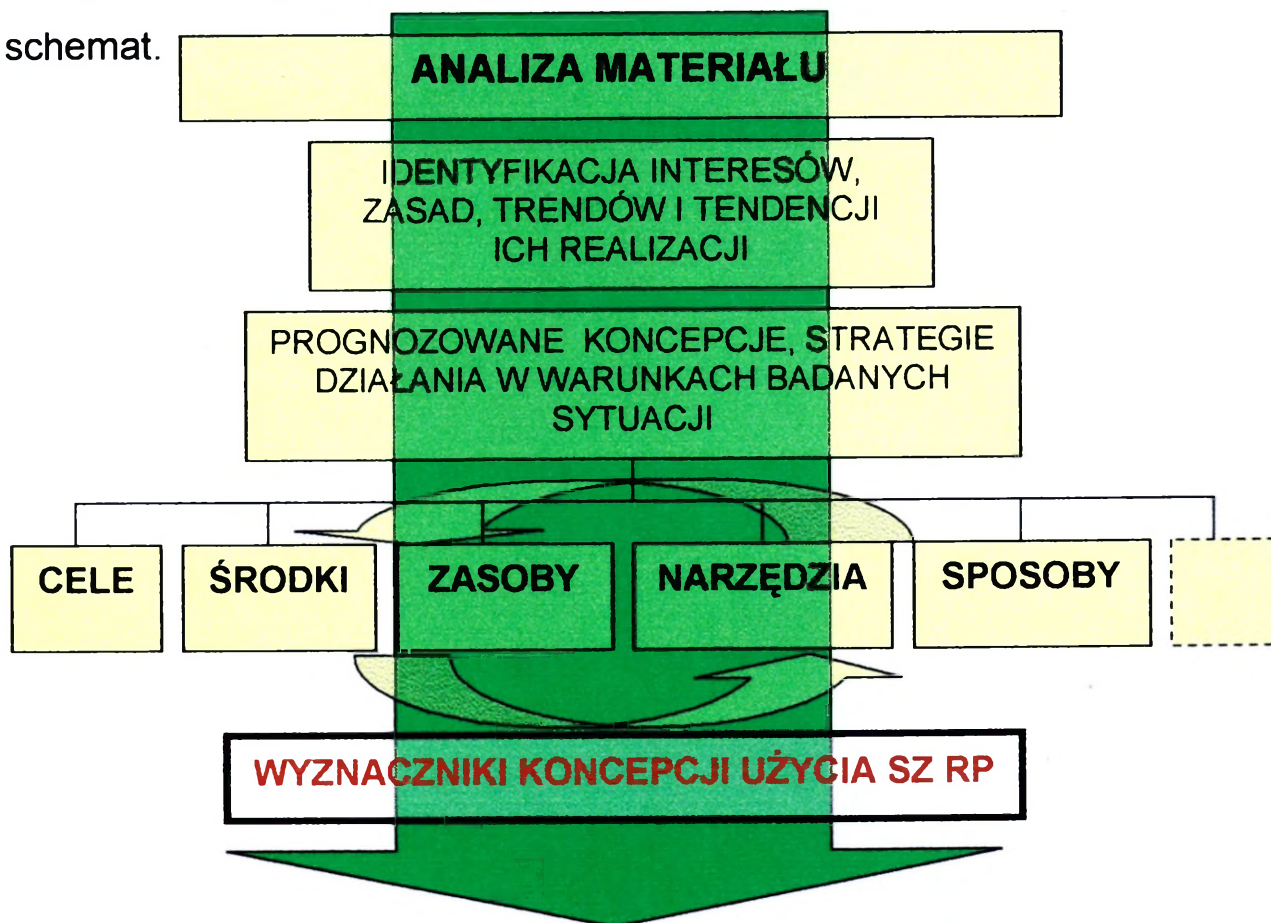 schemat.
ANALIZA MATERIAŁU
IDENTYFIKACJA INTERESÓW,
ZASAD, TRENDÓW I TENDENCJI
ICH REALIZACJI
PROGNOZOWANE KONCEPCJE, STRATEGIE
DZIAŁANIA W WARUNKACH BADANYCH
SYTUACJI
CELE ŚRODKI ZASOBY NARZĘDZIA SPOSOBY
WYZNACZNIKI KONCEPCJI UŻYCIA SZ RP